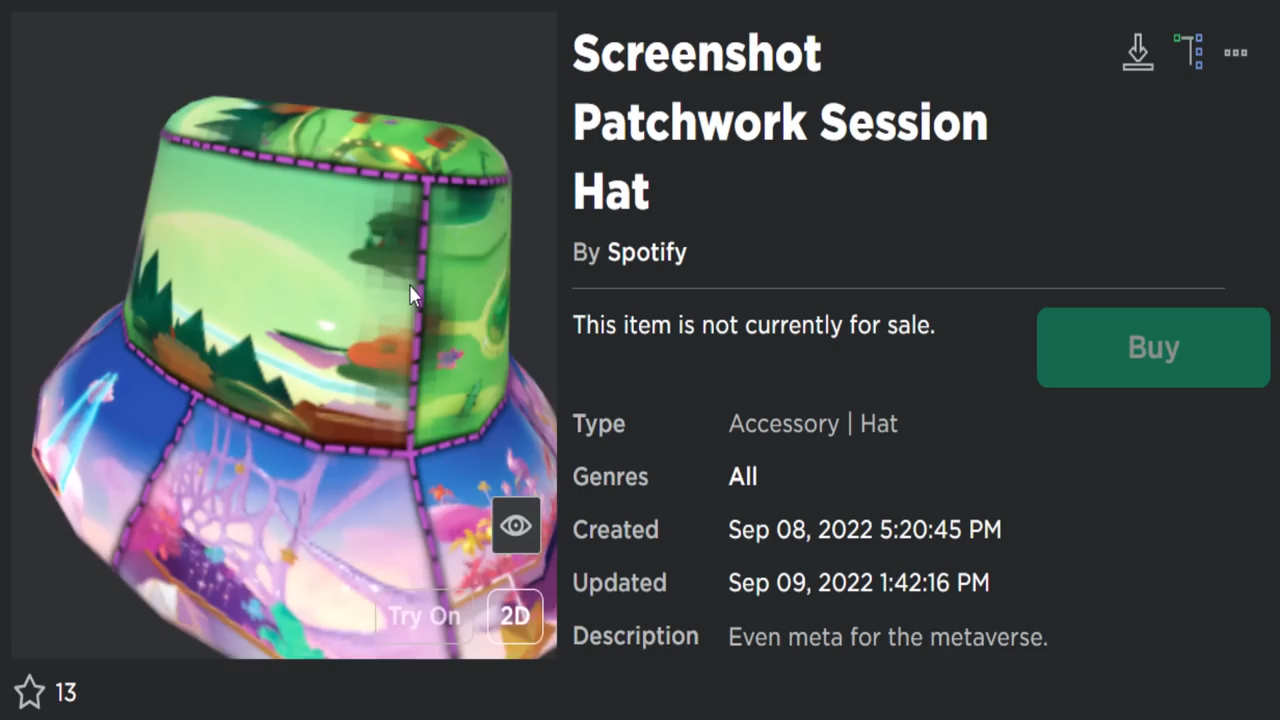 Screenshot
Patchwork Session
Hat
By Spotify
This item is not currently for sale.
Buy
Type Accessory | Hat
Genres All
Created Sep 08, 2022 5:20:45 PM
Updated Sep 09, 2022 1:42:16 PM
Description Even meta for the metaverse.
Try On 2D
13